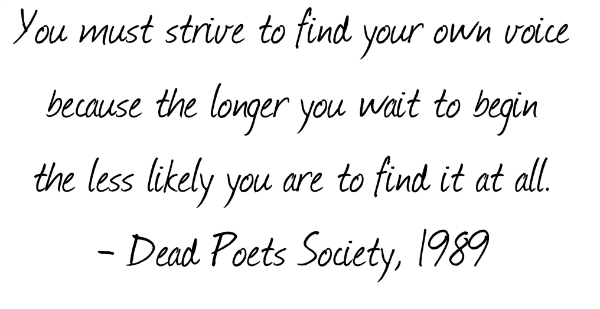 You must strive to find your own voice
because the longer you wait to begin
the less likely you are to find it at all.
- Dead Poets Society, 1989